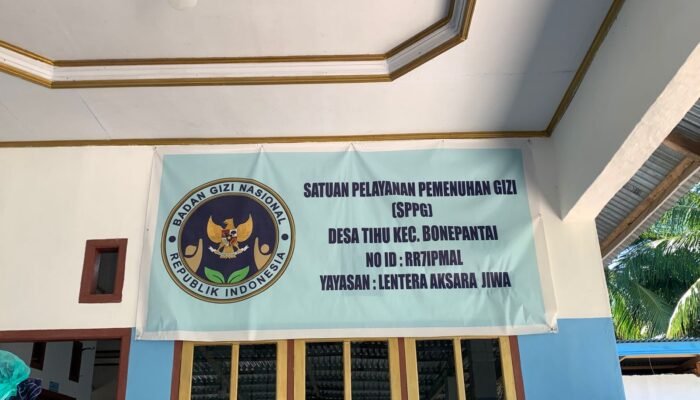 BADAN GIZI NASIONAL
REPUBLIK INDONESIA
SATUAN PELAYANAN PEMENUHAN GIZI
(SPPG)
DESA TIHU KEC. BONEPANTAI
NO ID : RR7IPMAL
YAYASAN : LENTERA AKSARA JIWA